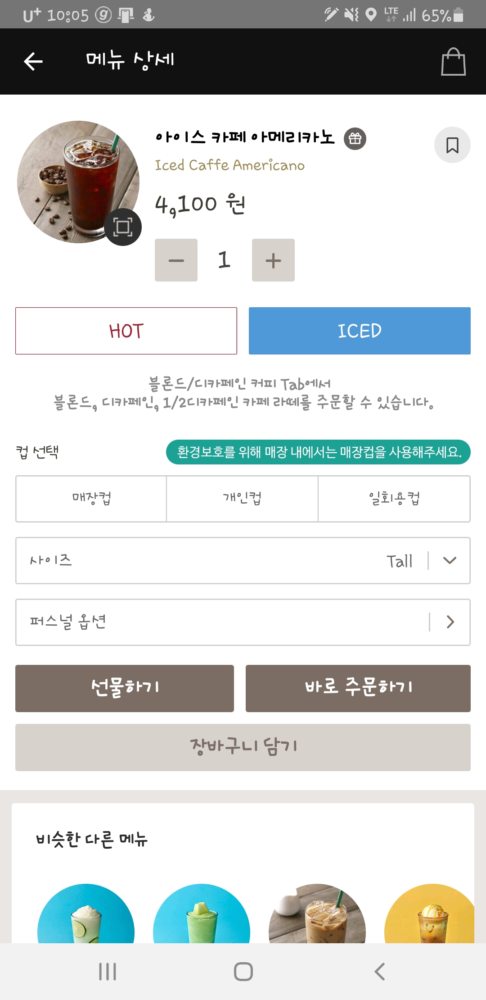 U+ 10:05 LTE 65%
메뉴 상세
아이스 카페 아메리카노
Iced Caffe Americano
4,100 원
1
HOT
ICED
블론드/디카페인 커피 Tab에서
블론드, 디카페인, 1/2디카페인 카페 라떼를 주문할 수 있습니다.
컵 선택
환경보호를 위해 매장 내에서는 매장컵을 사용해주세요.
매장컵
개인컵
일회용컵
사이즈
Tall
퍼스널 옵션
선물하기
바로 주문하기
장바구니 담기
비슷한 다른 메뉴